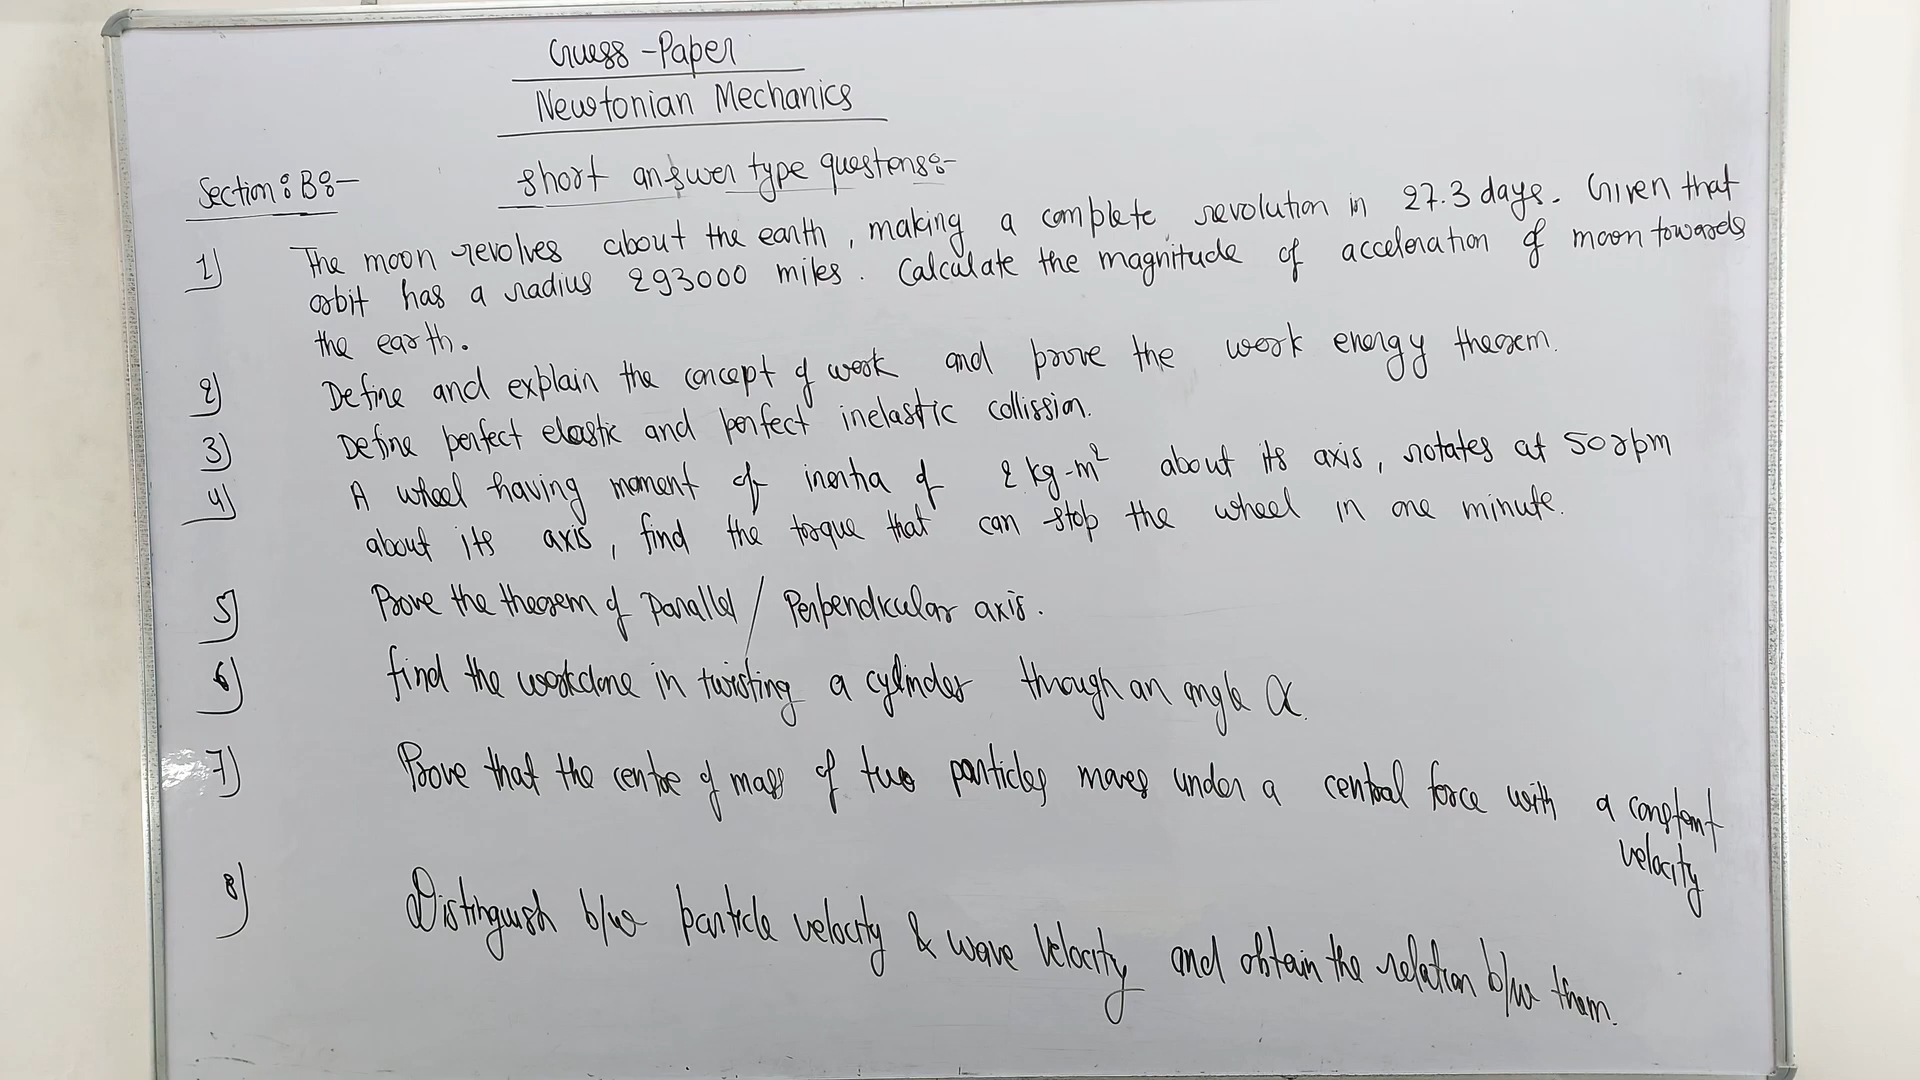 Guess-Paper
Newtonian Mechanics
Section: B:-
short answer type questens:-
1) The moon revolves about the earth, making a complete revolution in 27.3 days. Given that
orbit has a radius 293000 miles. Calculate the magnitude of acceleration of moon towards
the earth.
2) Define and explain the concept of work and prove the work energy theorem.
3) Define perfect elastic and perfect inelastic collission.
4) A wheel having moment of inertia of 2 kg-m² about its axis, rotates at 50rpm
about its axis, find the torque that can stop the wheel in one minute.
5) Prove the theorem of parallel / Perpendicular axis.
6) find the workdone in twisting a cylinder through an angle α.
7) Prove that the centre of mass of two particles moves under a central force with a constant
velocity
8) Distinguish b/w particle velocity & wave velocity and obtain the relation b/w them.